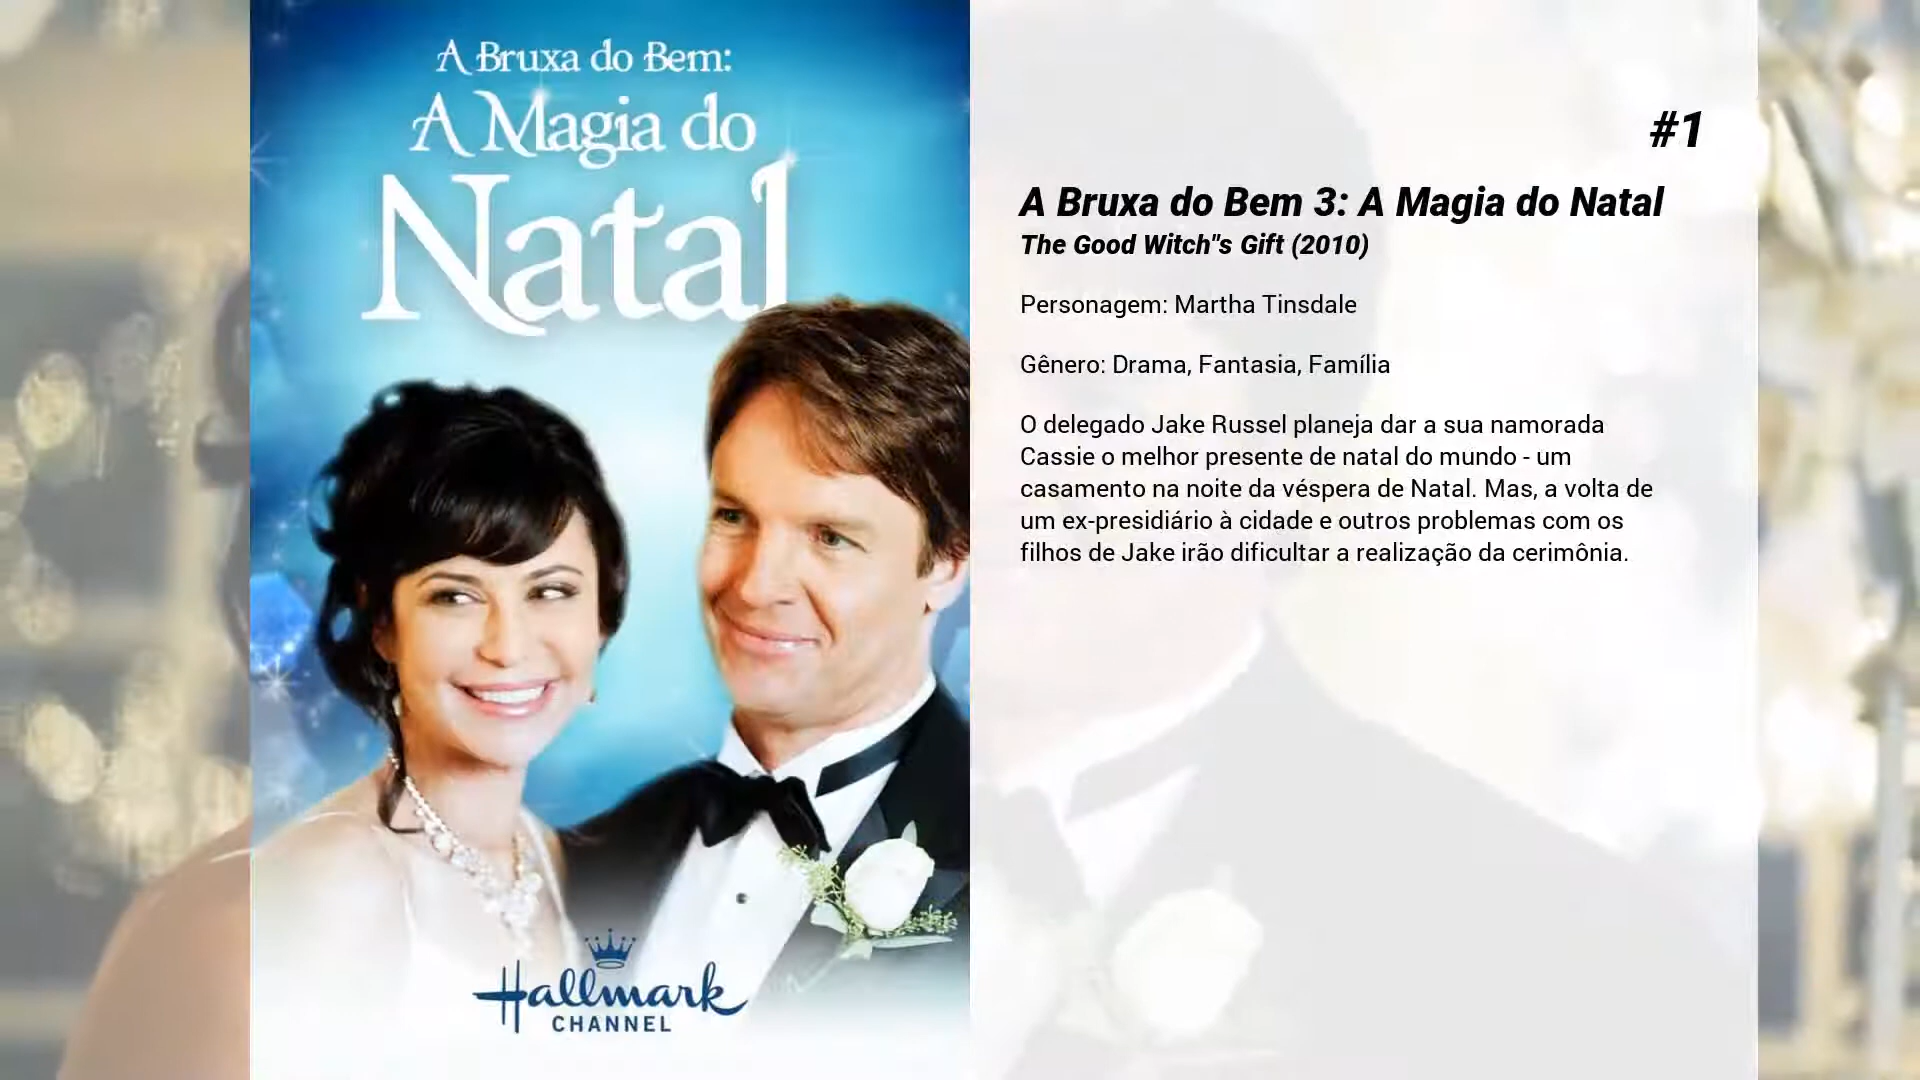 A Bruxa do Bem:
A Magia do
Natal
Hallmark
CHANNEL
#1
A Bruxa do Bem 3: A Magia do Natal
The Good Witch"s Gift (2010)
Personagem: Martha Tinsdale
Gênero: Drama, Fantasia, Família
O delegado Jake Russel planeja dar a sua namorada
Cassie o melhor presente de natal do mundo - um
casamento na noite da véspera de Natal. Mas, a volta de
um ex-presidiário à cidade e outros problemas com os
filhos de Jake irão dificultar a realização da cerimônia.